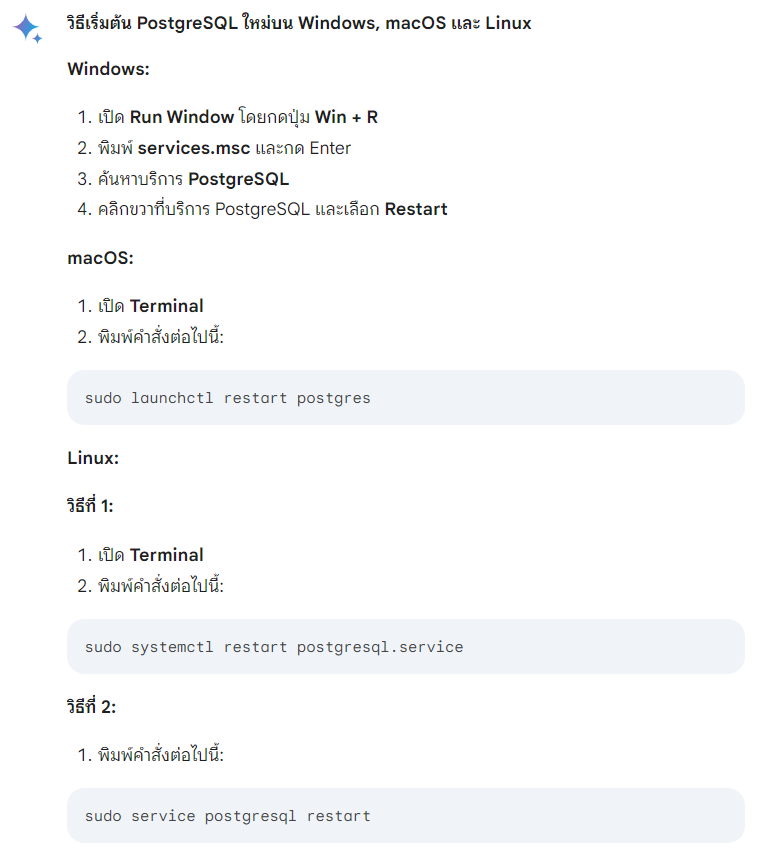 วิธีเริ่มต้น PostgreSQL ใหม่บน Windows, macOS และ Linux
Windows:
1. เปิด Run Window โดยกดปุ่ม Win + R
2. พิมพ์ services.msc และกด Enter
3. ค้นหาบริการ PostgreSQL
4. คลิกขวาที่บริการ PostgreSQL และเลือก Restart
macOS:
1. เปิด Terminal
2. พิมพ์คำสั่งต่อไปนี้:
sudo launchctl restart postgres
Linux:
วิธีที่ 1:
1. เปิด Terminal
2. พิมพ์คำสั่งต่อไปนี้:
sudo systemctl restart postgresql.service
วิธีที่ 2:
1. พิมพ์คำสั่งต่อไปนี้:
sudo service postgresql restart